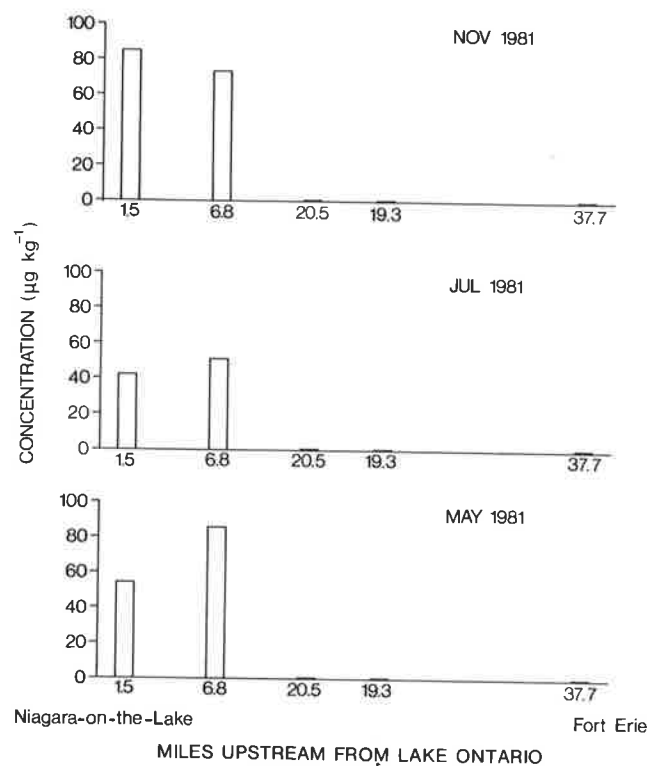 NOV 1981
100
80
60
40
20
0
1.5 6.8 20.5 19.3 37.7
JUL 1981
100
80
60
40
20
0
1.5 6.8 20.5 19.3 37.7
MAY 1981
100
80
60
40
20
0
1.5 6.8 20.5 19.3 37.7
CONCENTRATION (µg kg⁻¹)
Niagara-on-the-Lake Fort Erie
MILES UPSTREAM FROM LAKE ONTARIO